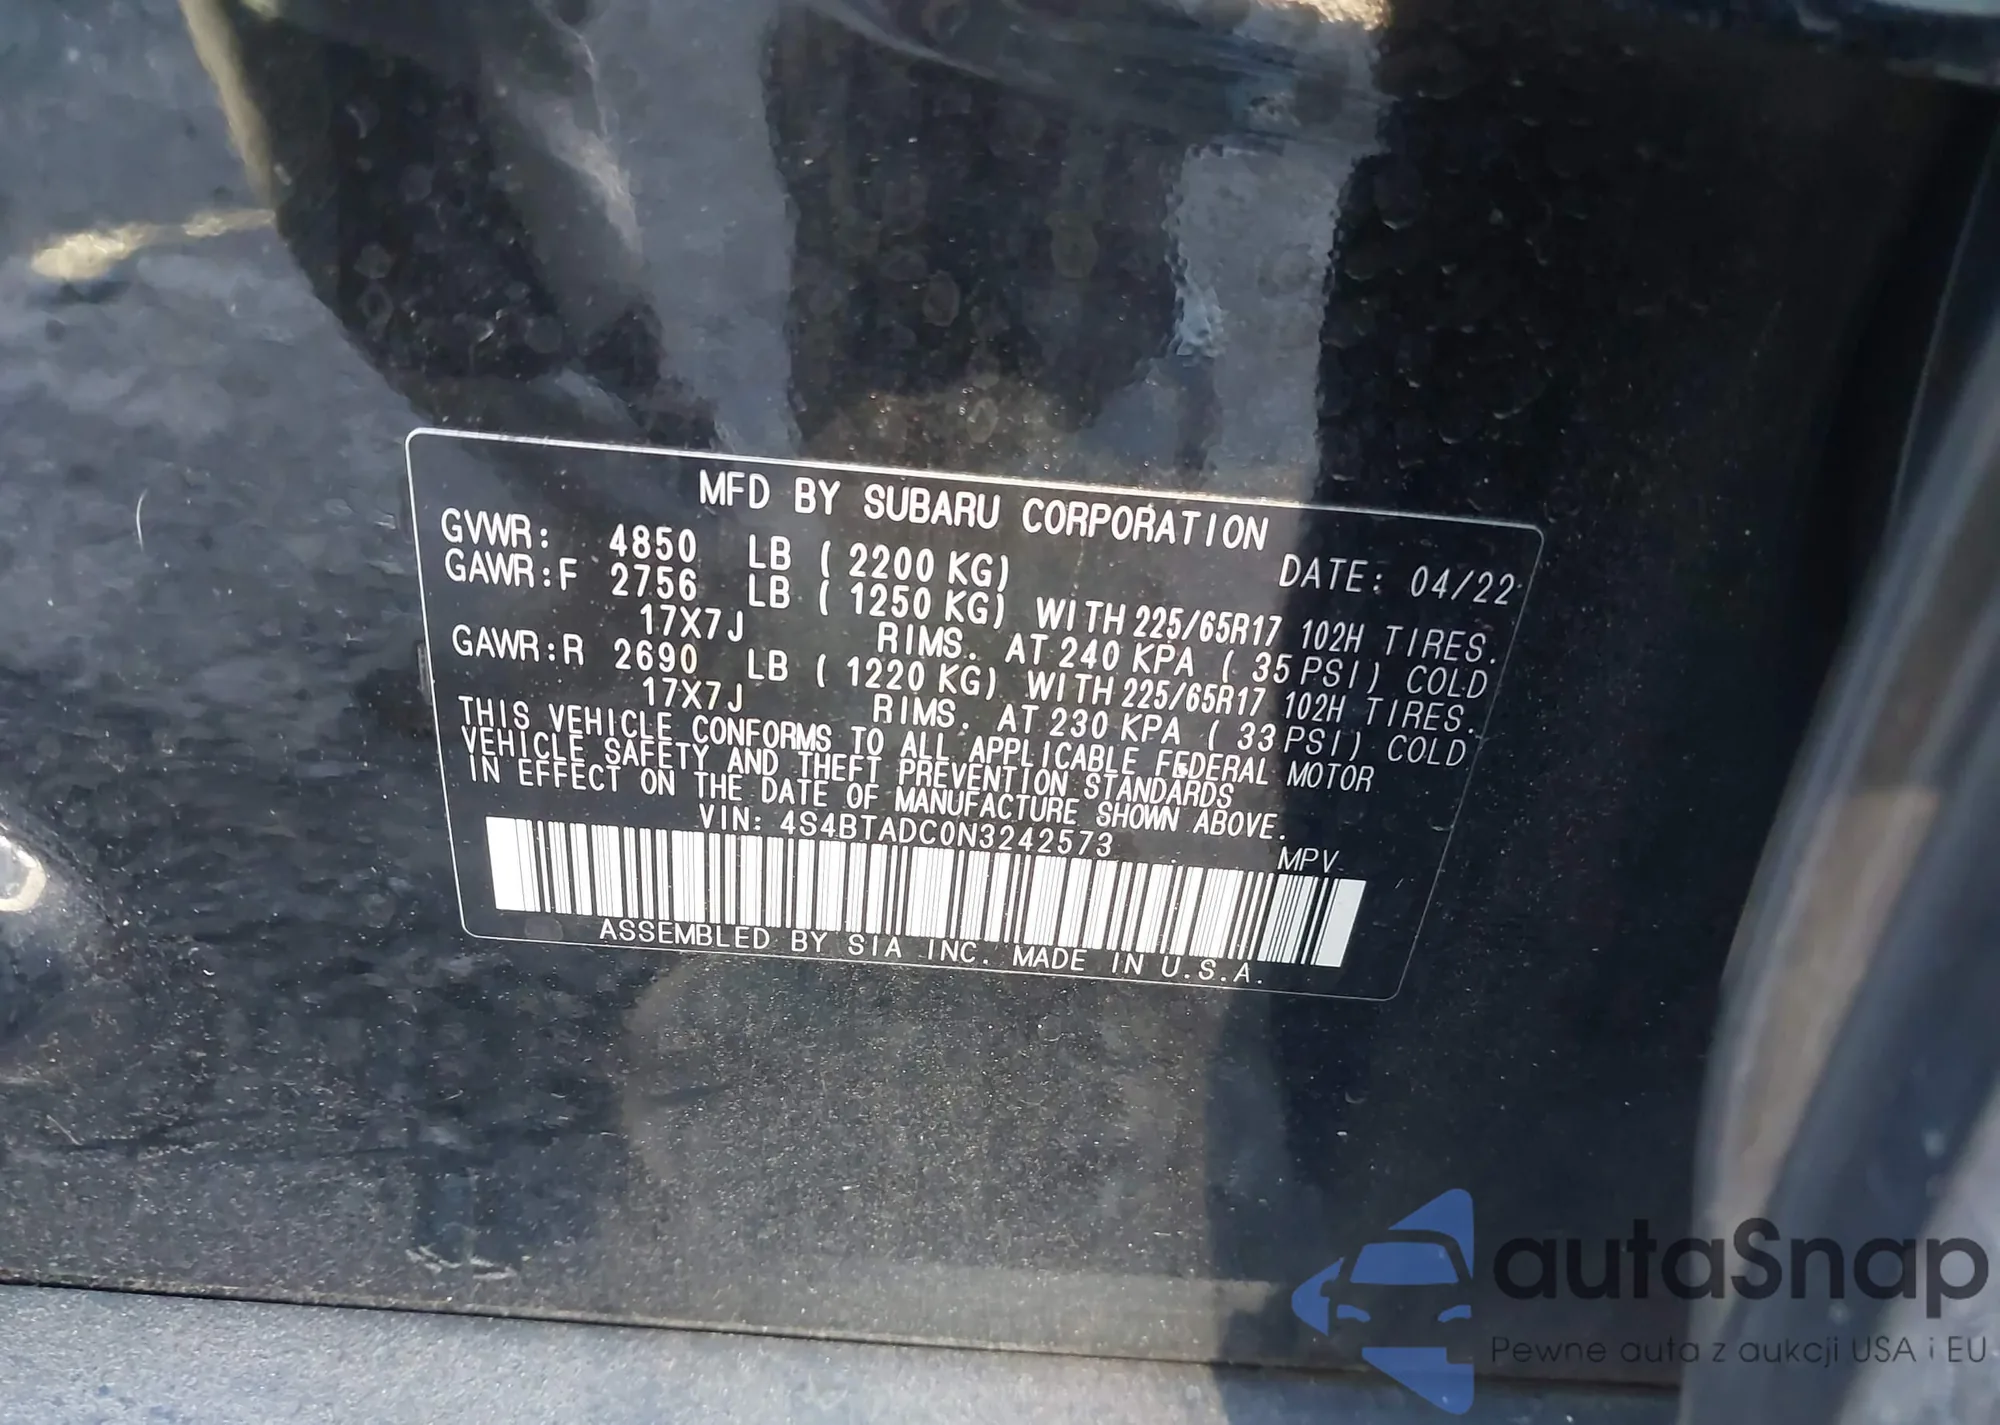 MFD BY SUBARU CORPORATION
GVWR: 4850 LB ( 2200 KG) DATE: 04/22
GAWR:F 2756 LB ( 1250 KG) WITH 225/65R17 102H TIRES.
17X7J RIMS. AT 240 KPA ( 35 PSI) COLD
GAWR:R 2690 LB ( 1220 KG) WITH 225/65R17 102H TIRES.
17X7J RIMS. AT 230 KPA ( 33 PSI) COLD
THIS VEHICLE CONFORMS TO ALL APPLICABLE FEDERAL MOTOR
VEHICLE SAFETY AND THEFT PREVENTION STANDARDS
IN EFFECT ON THE DATE OF MANUFACTURE SHOWN ABOVE.
VIN: 4S4BTADC0N3242573 MPV
ASSEMBLED BY SIA INC. MADE IN U.S.A.
autaSnap
Pewne auta z aukcji USA i EU